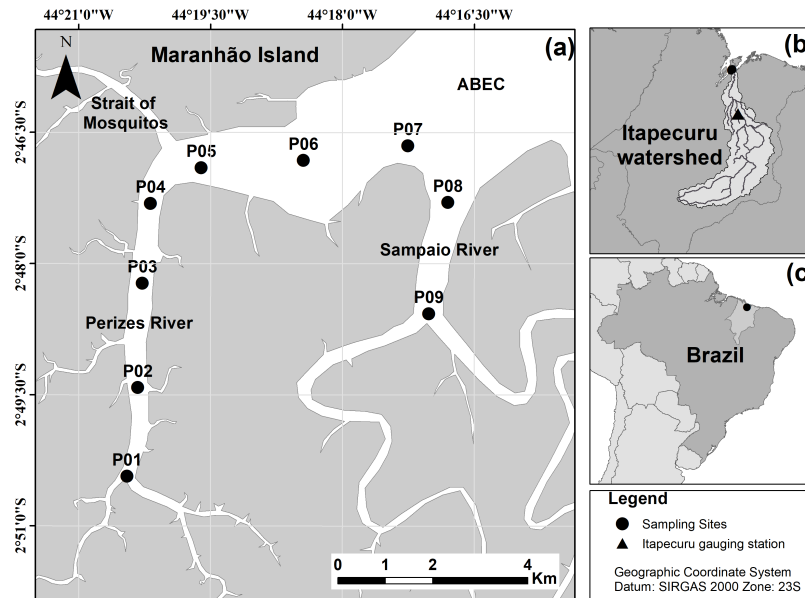 44°21'0"W
44°19'30"W
44°18'0"W
44°16'30"W
N
Maranhão Island
(a)
ABEC
Strait of
Mosquitos
2°46'30"S
P07
P06
P05
P04
P08
Sampaio River
2°48'0"S
P03
P09
Perizes River
P02
2°49'30"S
P01
2°51'0"S
0 1 2 4
Km
(b)
Itapecuru
watershed
(c)
Brazil
Legend
Sampling Sites
Itapecuru gauging station
Geographic Coordinate System
Datum: SIRGAS 2000 Zone: 23S